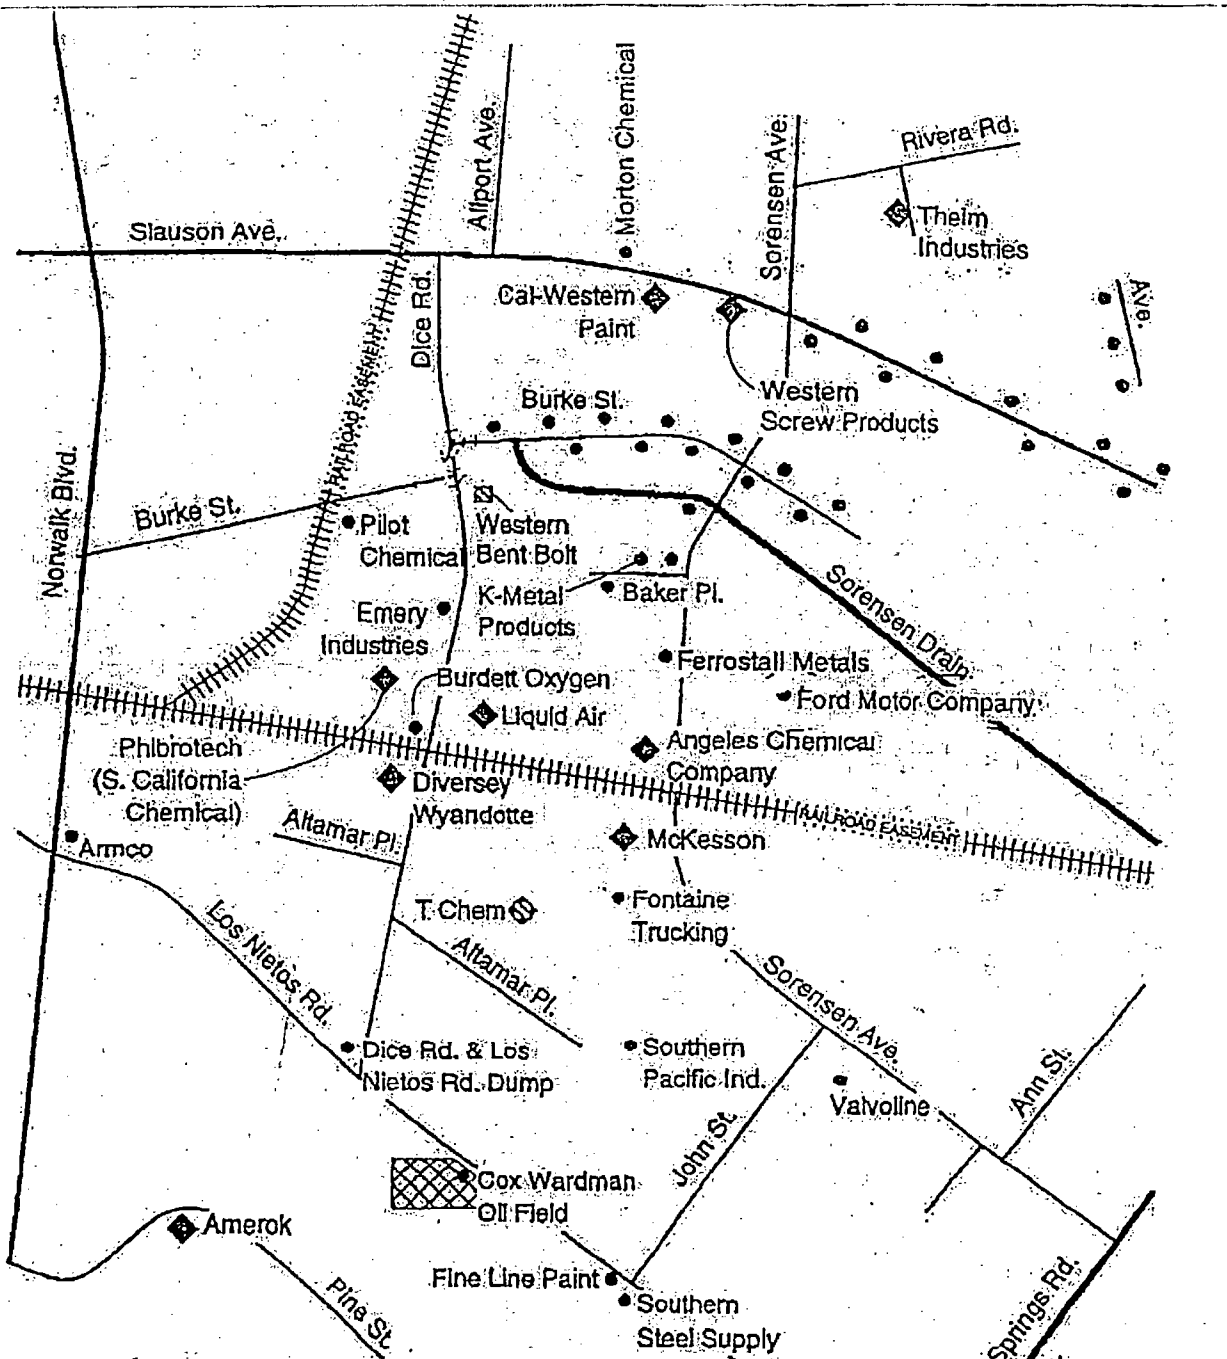 Allport Ave.
Morton Chemical
Sorensen Ave.
Rivera Rd.
Theim
Industries
Slauson Ave.
Dice Rd.
Cal-Western
Paint
Ave.
RAILROAD EASEMENT
Western
Screw Products
Burke St.
Norwalk Blvd.
Burke St.
Pilot
Chemical
Western
Bent Bolt
K-Metal
Products
Baker Pl.
Sorensen Drain
Emery
Industries
Burdett Oxygen
Liquid Air
Ferrostall Metals
Ford Motor Company
Angeles Chemical
Company
Phibrotech
(S. California
Chemical)
Diversey
Wyandotte
RAILROAD EASEMENT
Altamar Pl.
McKesson
Armco
T Chem
Fontaine
Trucking
Los Nietos Rd.
Altamar Pl.
Sorensen Ave.
Dice Rd. & Los
Nietos Rd. Dump
Southern
Pacific Ind.
Valvoline
Ann St.
John St.
Cox Wardman
Oil Field
Amerok
Fine Line Paint
Pine St.
Southern
Steel Supply
Springs Rd.